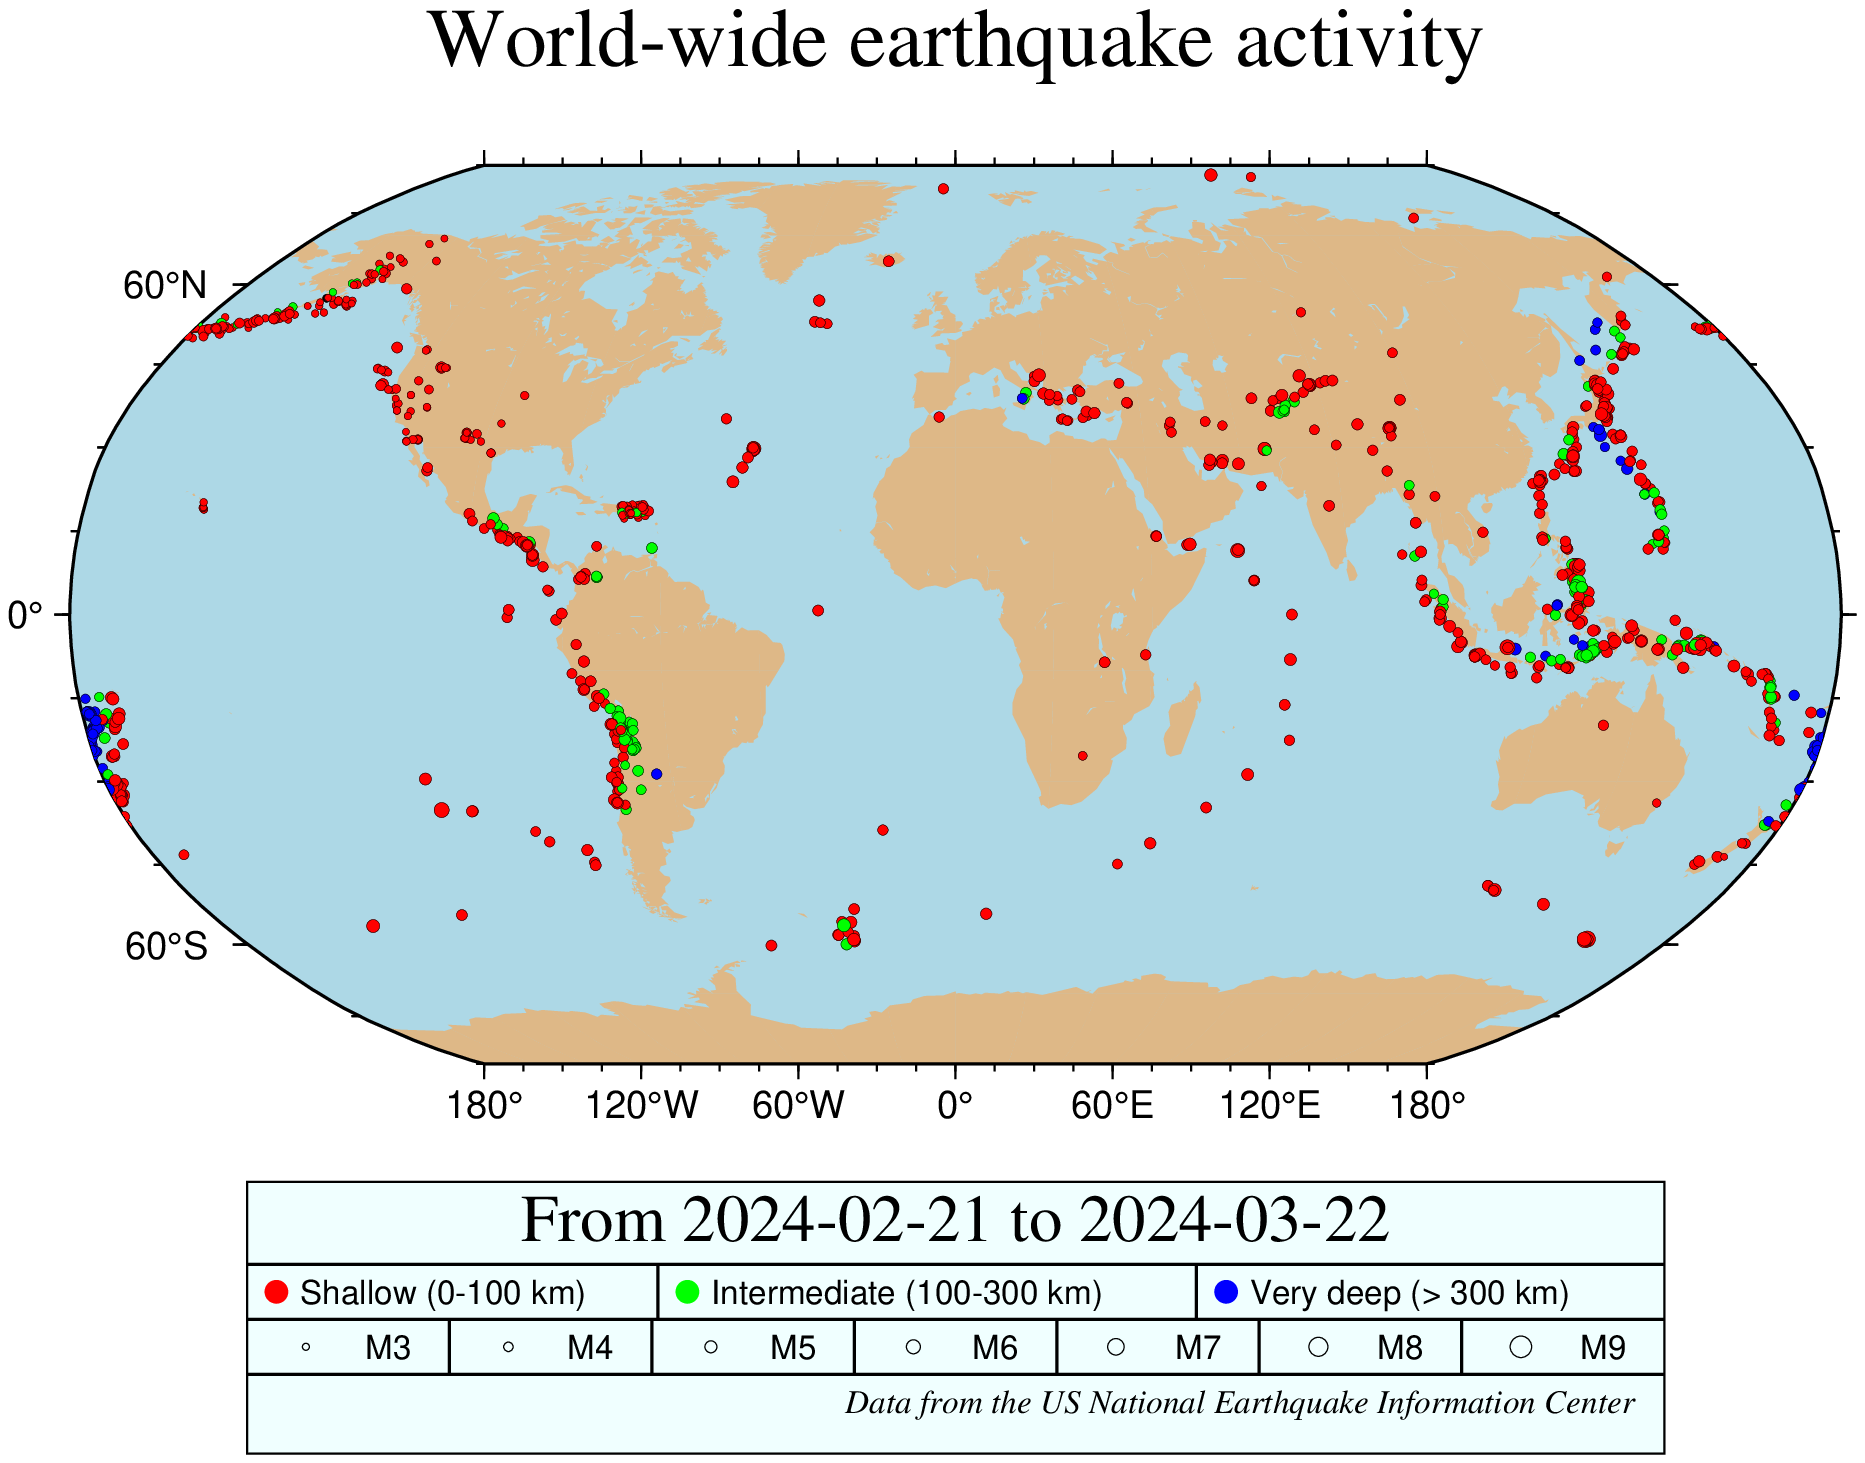 World-wide earthquake activity
60°N
0°
60°S
180° 120°W 60°W 0° 60°E 120°E 180°
From 2024-02-21 to 2024-03-22
Shallow (0-100 km) Intermediate (100-300 km) Very deep (> 300 km)
M3 M4 M5 M6 M7 M8 M9
Data from the US National Earthquake Information Center